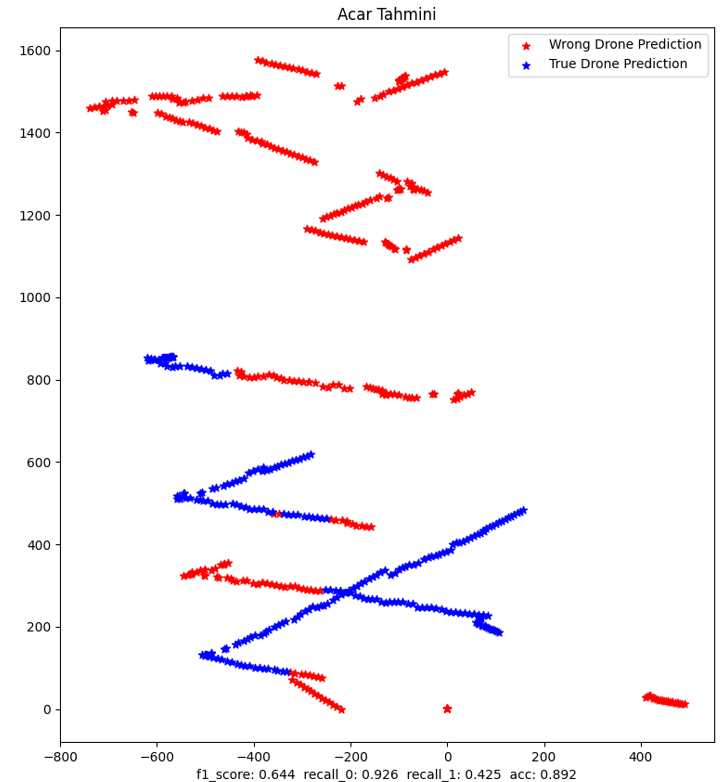 Acar Tahmini
Wrong Drone Prediction
True Drone Prediction
1600
1400
1200
1000
800
600
400
200
0
−800 −600 −400 −200 0 200 400
f1_score: 0.644 recall_0: 0.926 recall_1: 0.425 acc: 0.892